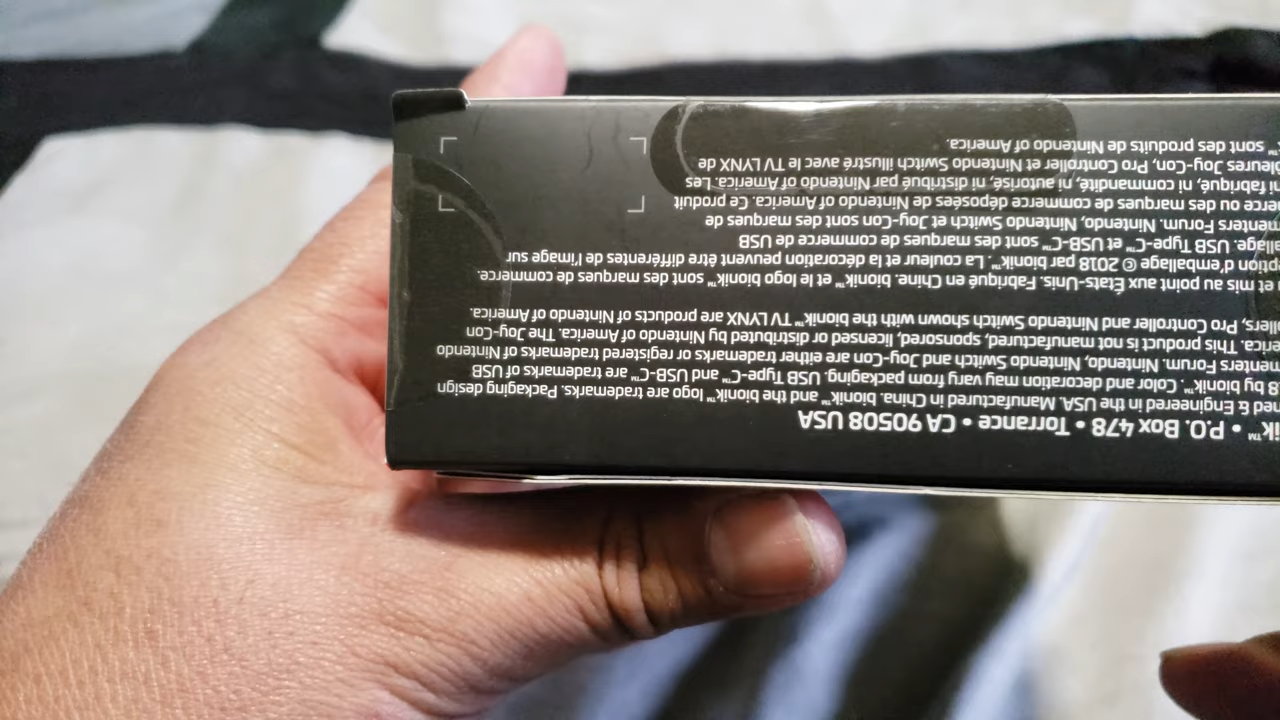 ik™ • P.O. Box 478 • Torrance • CA 90508 USA
ned & Engineered in the USA. Manufactured in China. bionik™ and the bionik™ logo are trademarks. Packaging design
8 by bionik™. Color and decoration may vary from packaging. USB Type-C™ and USB-C™ are trademarks of USB
menters Forum. Nintendo, Nintendo Switch and Joy-Con are either trademarks or registered trademarks of Nintendo
erica. This product is not manufactured, sponsored, licensed or distributed by Nintendo of America. The Joy-Con
llers, Pro Controller and Nintendo Switch shown with the bionik™ TV LYNX are products of Nintendo of America.
u et mis au point aux États-Unis. Fabriqué en Chine. bionik™ et le logo bionik™ sont des marques de commerce.
ption d'emballage © 2018 par bionik™. La couleur et la décoration peuvent être différentes de l'image sur
allage. USB Type-C™ et USB-C™ sont des marques de commerce de USB
menters Forum. Nintendo, Nintendo Switch et Joy-Con sont des marques de
merce ou des marques de commerce déposées de Nintendo of America. Ce produit
ni fabriqué, ni commandité, ni autorisé, ni distribué par Nintendo of America. Les
oleures Joy-Con, Pro Controller et Nintendo Switch illustré avec le TV LYNX de
™ sont des produits de Nintendo of America.